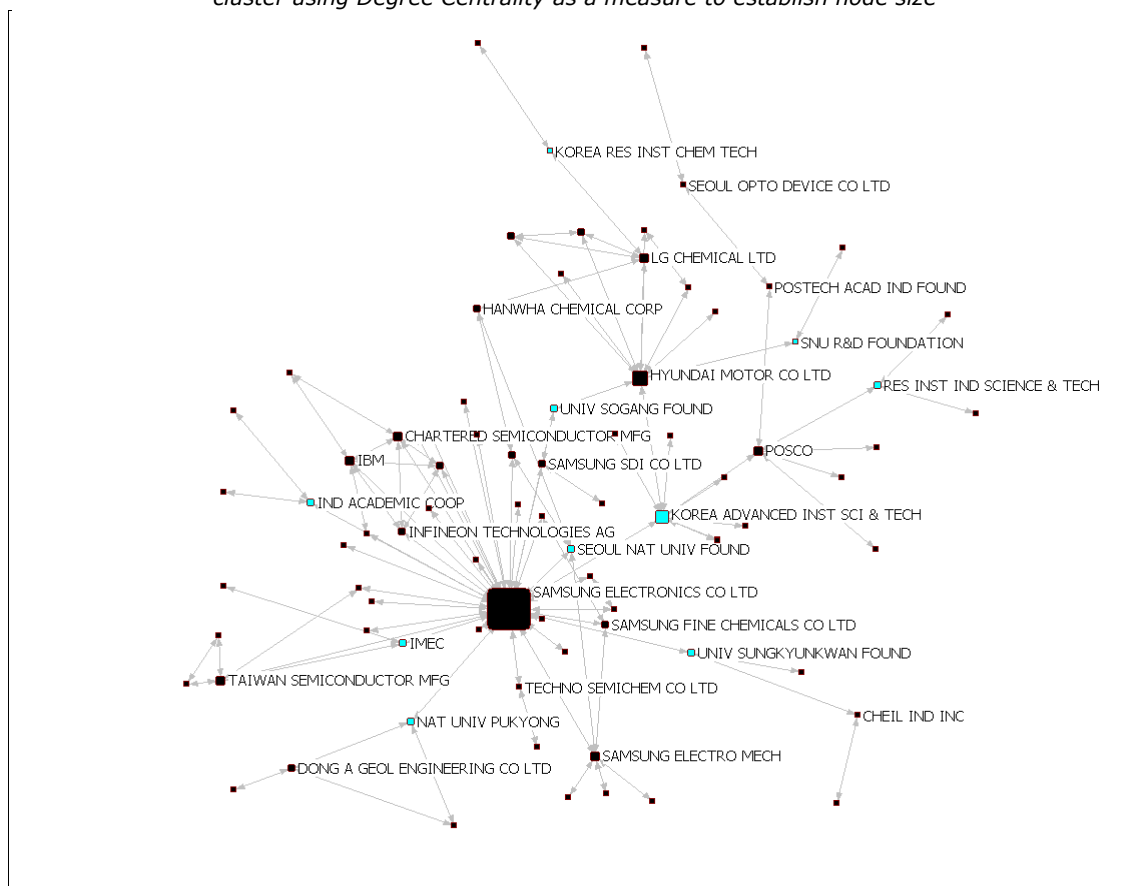 cluster using Degree Centrality as a measure to establish node size
KOREA RES INST CHEM TECH
SEOUL OPTO DEVICE CO LTD
LG CHEMICAL LTD
POSTECH ACAD IND FOUND
HANWHA CHEMICAL CORP
SNU R&D FOUNDATION
HYUNDAI MOTOR CO LTD
RES INST IND SCIENCE & TECH
UNIV SOGANG FOUND
CHARTERED SEMICONDUCTOR MFG
POSCO
IBM
SAMSUNG SDI CO LTD
IND ACADEMIC COOP
KOREA ADVANCED INST SCI & TECH
INFINEON TECHNOLOGIES AG
SEOUL NAT UNIV FOUND
SAMSUNG ELECTRONICS CO LTD
SAMSUNG FINE CHEMICALS CO LTD
IMEC
UNIV SUNGKYUNKWAN FOUND
TAIWAN SEMICONDUCTOR MFG
TECHNO SEMICHEM CO LTD
CHEIL IND INC
NAT UNIV PUKYONG
SAMSUNG ELECTRO MECH
DONG A GEOL ENGINEERING CO LTD